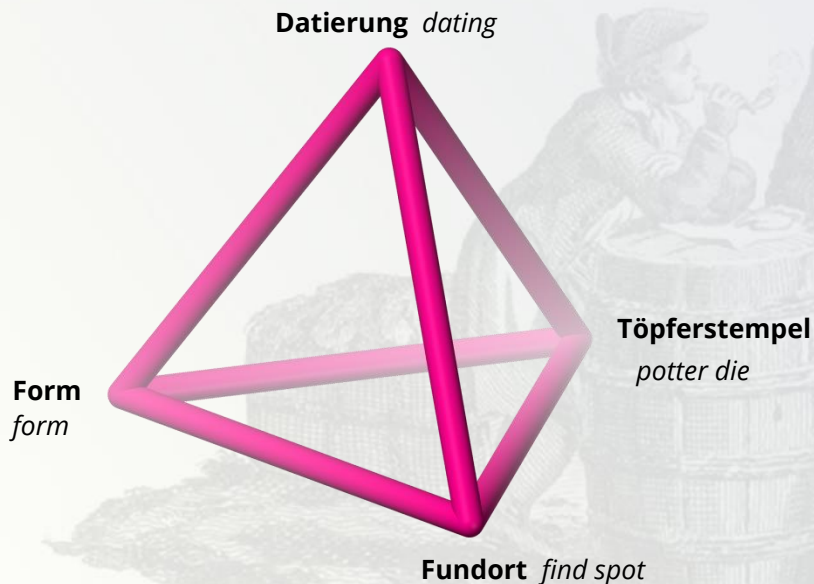 Datierung dating
Töpferstempel
potter die
Form
form
Fundort find spot